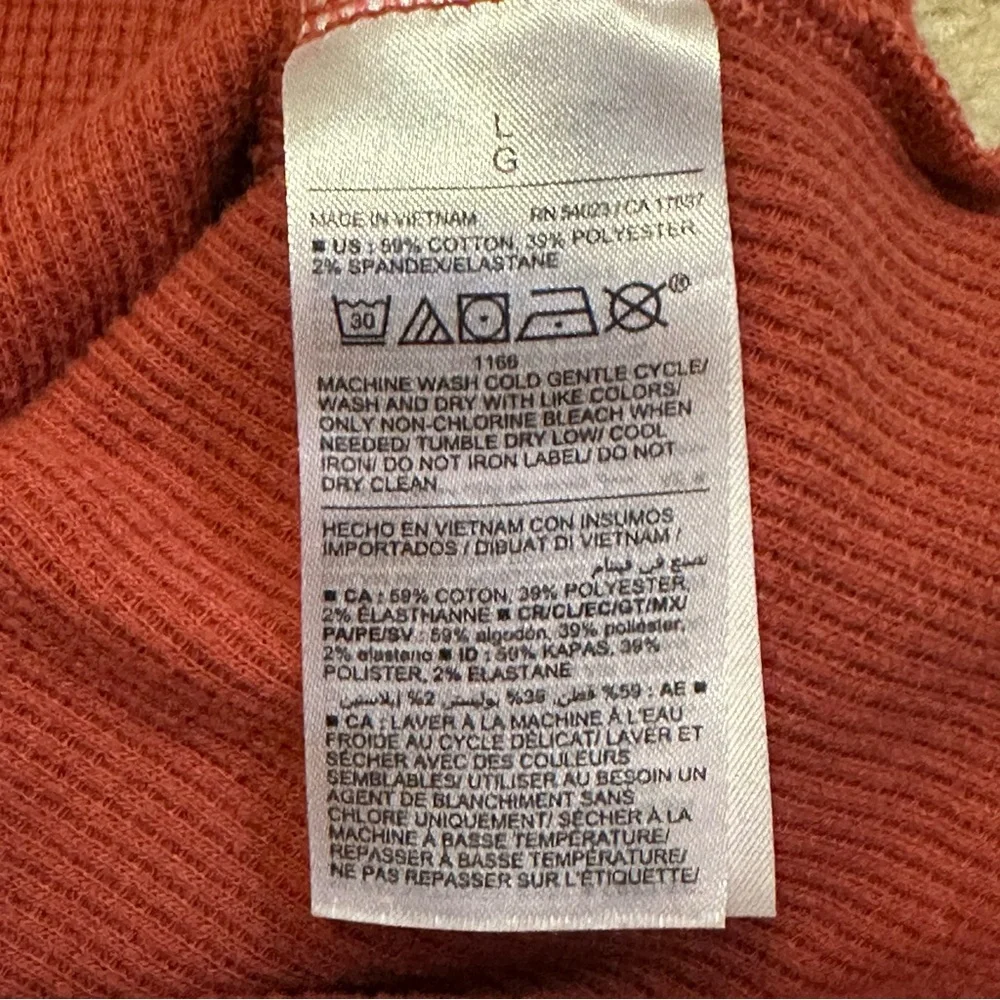 L
G
MADE IN VIETNAM RN 54023 / CA 17897
■ US : 59% COTTON, 39% POLYESTER
2% SPANDEX/ELASTANE
30
®
1166
MACHINE WASH COLD GENTLE CYCLE/
WASH AND DRY WITH LIKE COLORS/
ONLY NON-CHLORINE BLEACH WHEN
NEEDED/ TUMBLE DRY LOW/ COOL
IRON/ DO NOT IRON LABEL/ DO NOT
DRY CLEAN
HECHO EN VIETNAM CON INSUMOS
IMPORTADOS / DIBUAT DI VIETNAM /
تصنيع في فيتنام
■ CA : 59% COTON, 39% POLYESTER,
2% ÉLASTHANNE ■ CR/CL/EC/GT/MX/
PA/PE/SV : 59% algodón, 39% poliéster,
2% elastano ■ ID : 59% KAPAS, 39%
POLISTER, 2% ELASTANE
■ AE : 59% قطن, 39% بوليستر, 2% إيلاستين
■ CA : LAVER À LA MACHINE À L'EAU
FROIDE AU CYCLE DÉLICAT/ LAVER ET
SÉCHER AVEC DES COULEURS
SEMBLABLES/ UTILISER AU BESOIN UN
AGENT DE BLANCHIMENT SANS
CHLORE UNIQUEMENT/ SÉCHER À LA
MACHINE À BASSE TEMPÉRATURE/
REPASSER À BASSE TEMPÉRATURE/
NE PAS REPASSER SUR L'ÉTIQUETTE/